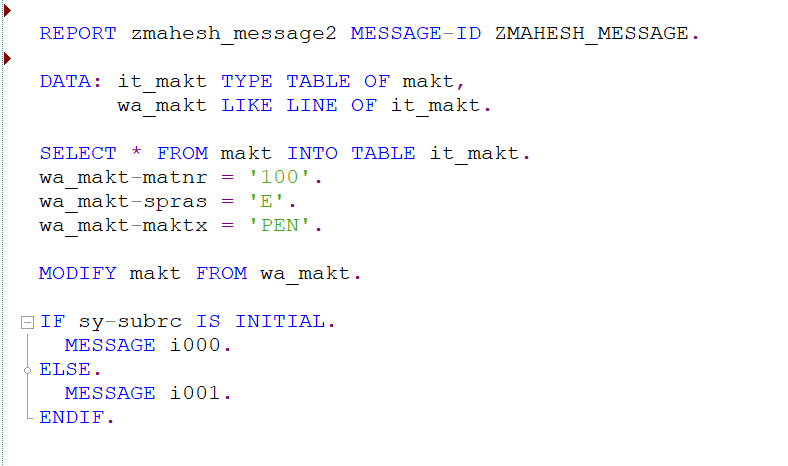 REPORT zmahesh_message2 MESSAGE-ID ZMAHESH_MESSAGE.
DATA: it_makt TYPE TABLE OF makt,
wa_makt LIKE LINE OF it_makt.
SELECT * FROM makt INTO TABLE it_makt.
wa_makt-matnr = '100'.
wa_makt-spras = 'E'.
wa_makt-maktx = 'PEN'.
MODIFY makt FROM wa_makt.
IF sy-subrc IS INITIAL.
MESSAGE i000.
ELSE.
MESSAGE i001.
ENDIF.